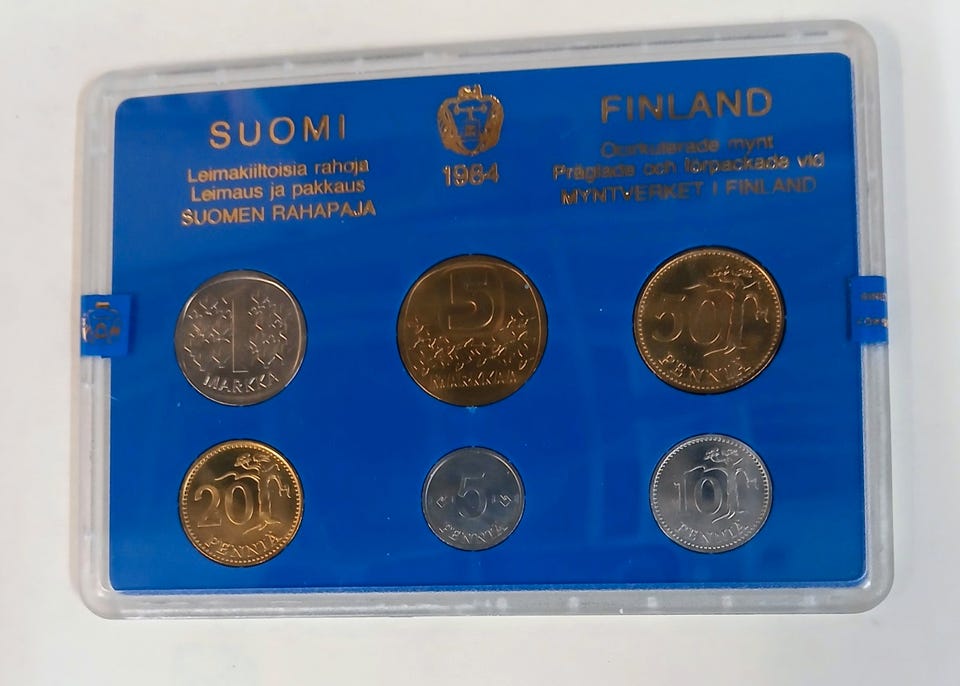 SUOMI
Leimakiiltoisia rahoja
Leimaus ja pakkaus
SUOMEN RAHAPAJA
1984
FINLAND
Ocirkulerade mynt
Präglade och förpackade vid
MYNTVERKET I FINLAND
1
MARKKA
5
MARKKAA
50
PENNIÄ
20
PENNIÄ
5
PENNIÄ
10
PENNIÄ